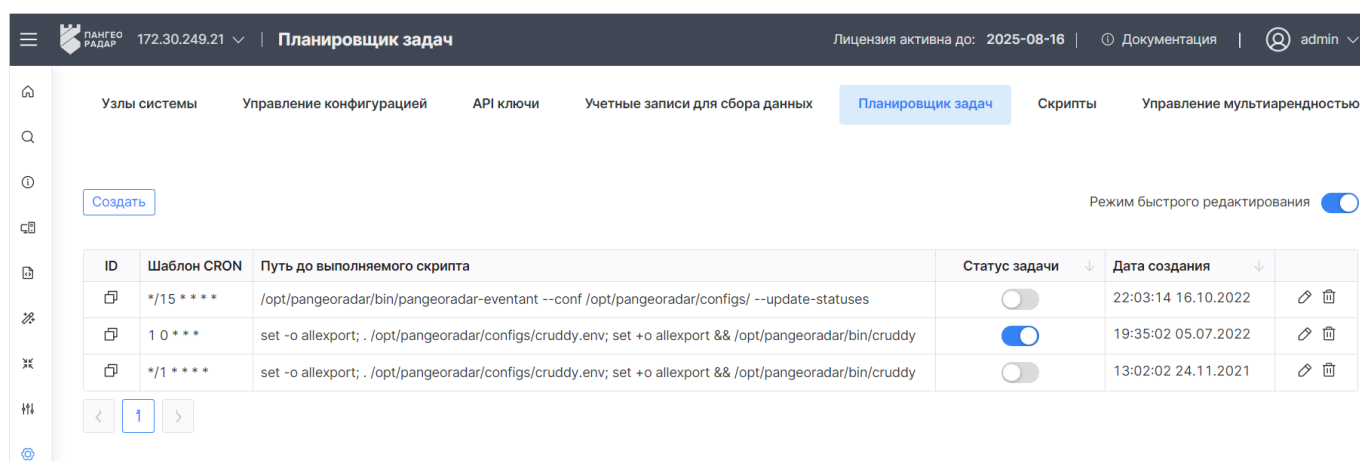 ПАНГЕО РАДАР 172.30.249.21 | Планировщик задач Лицензия активна до: 2025-08-16 | Документация | admin
Узлы системы Управление конфигурацией API ключи Учетные записи для сбора данных Планировщик задач Скрипты Управление мультиарендностью
Создать Режим быстрого редактирования
ID Шаблон CRON Путь до выполняемого скрипта Статус задачи Дата создания
*/15 * * * * /opt/pangeoradar/bin/pangeoradar-eventant --conf /opt/pangeoradar/configs/ --update-statuses 22:03:14 16.10.2022
1 0 * * * set -o allexport; . /opt/pangeoradar/configs/cruddy.env; set +o allexport && /opt/pangeoradar/bin/cruddy 19:35:02 05.07.2022
*/1 * * * * set -o allexport; . /opt/pangeoradar/configs/cruddy.env; set +o allexport && /opt/pangeoradar/bin/cruddy 13:02:02 24.11.2021
1